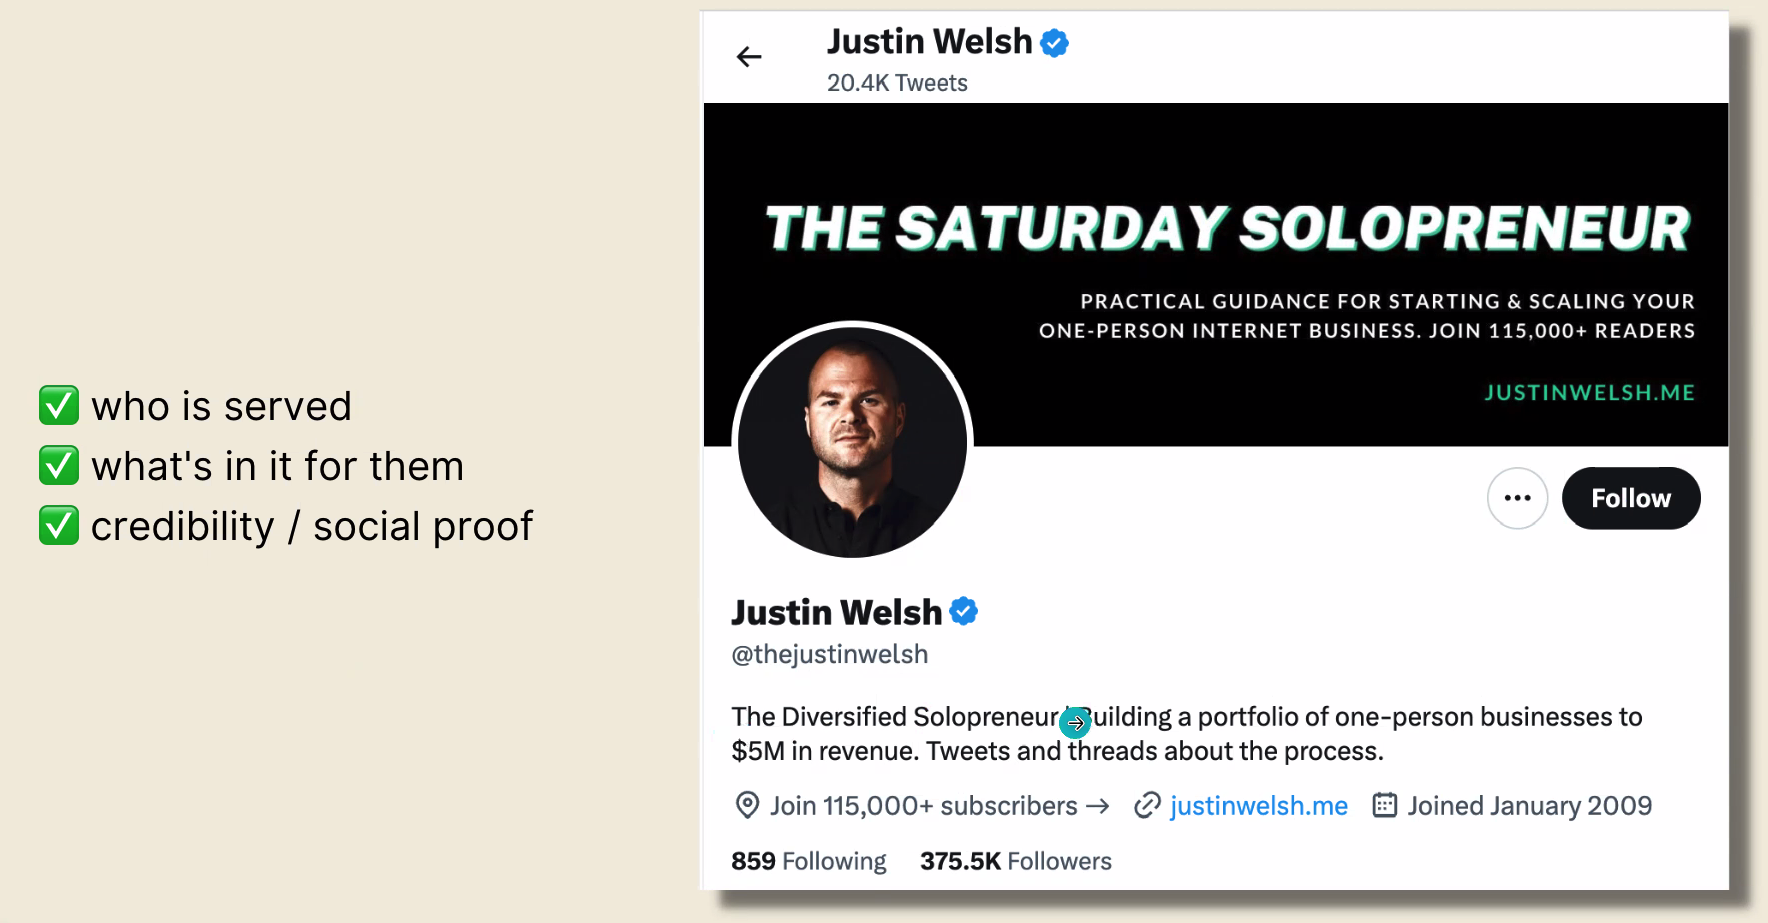 ✅ who is served
✅ what's in it for them
✅ credibility / social proof
Justin Welsh
20.4K Tweets
THE SATURDAY SOLOPRENEUR
PRACTICAL GUIDANCE FOR STARTING & SCALING YOUR
ONE-PERSON INTERNET BUSINESS. JOIN 115,000+ READERS
JUSTINWELSH.ME
Follow
Justin Welsh
@thejustinwelsh
The Diversified Solopreneur | Building a portfolio of one-person businesses to
$5M in revenue. Tweets and threads about the process.
Join 115,000+ subscribers → justinwelsh.me Joined January 2009
859 Following 375.5K Followers